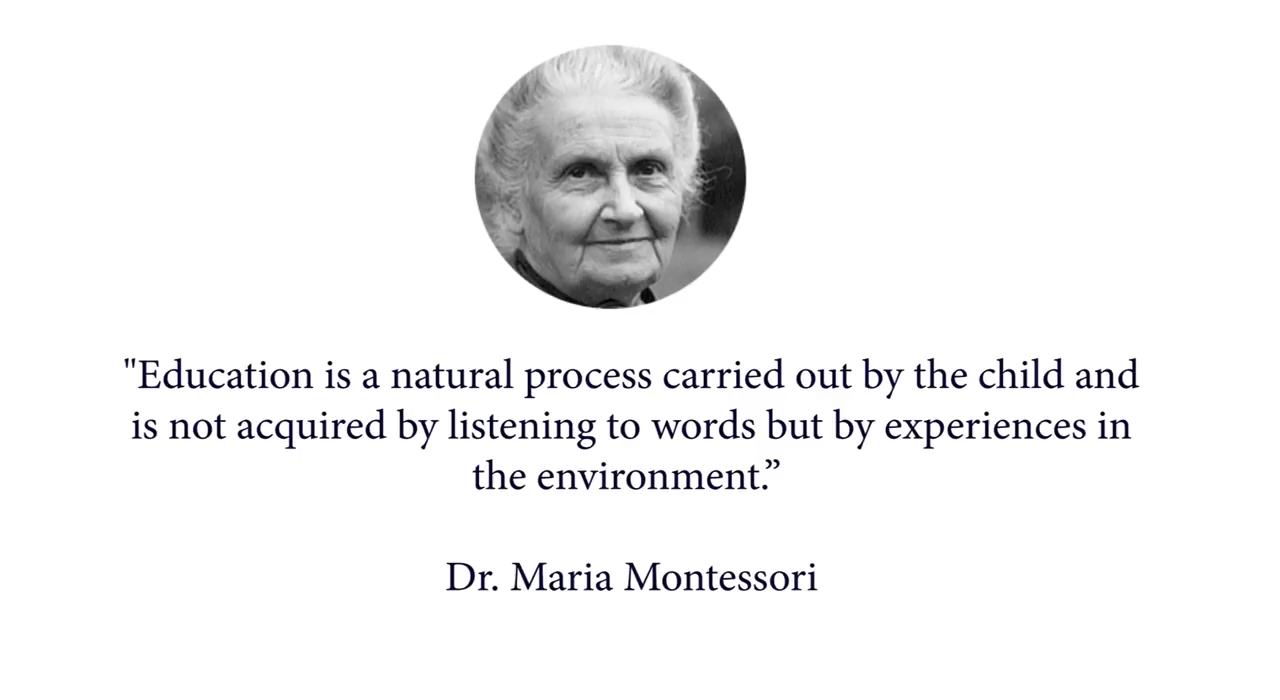 "Education is a natural process carried out by the child and
is not acquired by listening to words but by experiences in
the environment.”
Dr. Maria Montessori